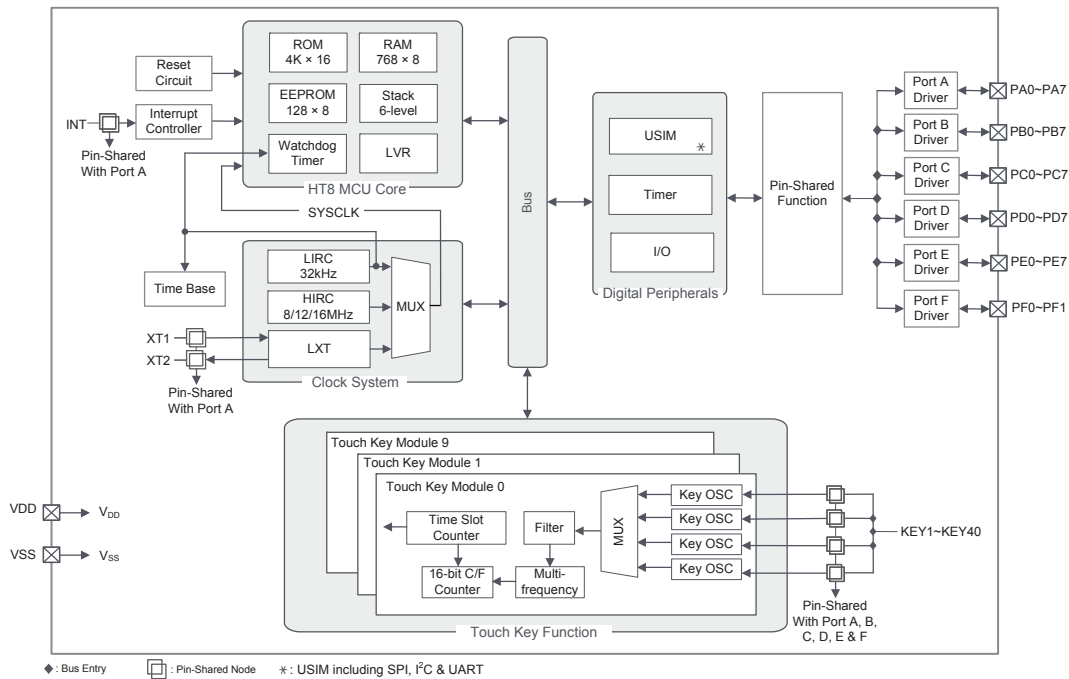 ROM
4K × 16
RAM
768 × 8
Reset
Circuit
EEPROM
128 × 8
Stack
6-level
INT
Interrupt
Controller
Pin-Shared
With Port A
Watchdog
Timer
LVR
HT8 MCU Core
SYSCLK
LIRC
32kHz
HIRC
8/12/16MHz
LXT
MUX
Clock System
Time Base
XT1
XT2
Pin-Shared
With Port A
Bus
USIM
*
Timer
I/O
Digital Peripherals
Pin-Shared
Function
Port A
Driver
PA0~PA7
Port B
Driver
PB0~PB7
Port C
Driver
PC0~PC7
Port D
Driver
PD0~PD7
Port E
Driver
PE0~PE7
Port F
Driver
PF0~PF1
Touch Key Module 9
Touch Key Module 1
Touch Key Module 0
Time Slot
Counter
16-bit C/F
Counter
Filter
Multi-
frequency
MUX
Key OSC
Key OSC
Key OSC
Key OSC
KEY1~KEY40
Pin-Shared
With Port A, B,
C, D, E & F
Touch Key Function
VDD
VDD
VSS
VSS
: Bus Entry
: Pin-Shared Node
* : USIM including SPI, I²C & UART